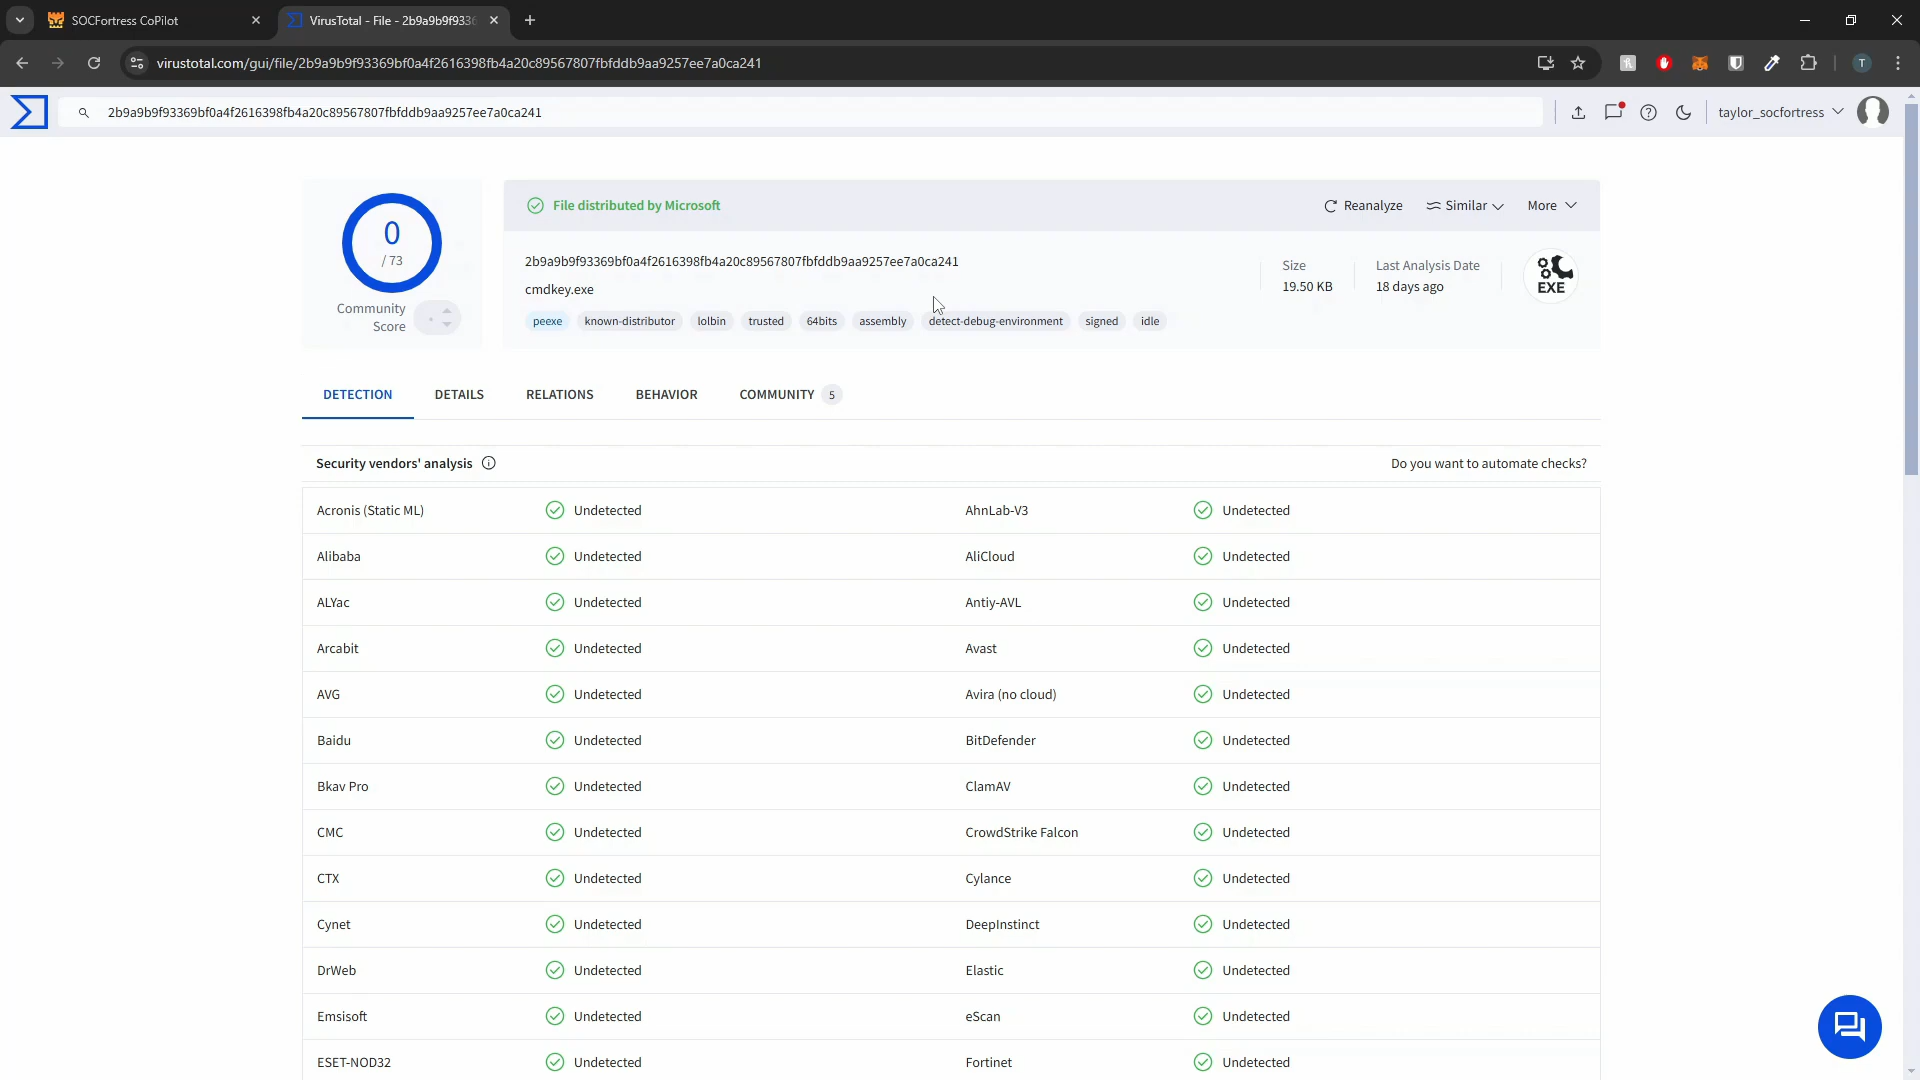 SOCFortress CoPilot
VirusTotal - File - 2b9a9b9f9336
virustotal.com/gui/file/2b9a9b9f93369bf0a4f2616398fb4a20c89567807fbfddb9aa9257ee7a0ca241
T
2b9a9b9f93369bf0a4f2616398fb4a20c89567807fbfddb9aa9257ee7a0ca241
taylor_socfortress
0
/ 73
Community
Score
File distributed by Microsoft
Reanalyze
Similar
More
2b9a9b9f93369bf0a4f2616398fb4a20c89567807fbfddb9aa9257ee7a0ca241
cmdkey.exe
Size
19.50 KB
Last Analysis Date
18 days ago
EXE
peexe known-distributor lolbin trusted 64bits assembly detect-debug-environment signed idle
DETECTION DETAILS RELATIONS BEHAVIOR COMMUNITY 5
Security vendors' analysis
Do you want to automate checks?
Acronis (Static ML) Undetected AhnLab-V3 Undetected
Alibaba Undetected AliCloud Undetected
ALYac Undetected Antiy-AVL Undetected
Arcabit Undetected Avast Undetected
AVG Undetected Avira (no cloud) Undetected
Baidu Undetected BitDefender Undetected
Bkav Pro Undetected ClamAV Undetected
CMC Undetected CrowdStrike Falcon Undetected
CTX Undetected Cylance Undetected
Cynet Undetected DeepInstinct Undetected
DrWeb Undetected Elastic Undetected
Emsisoft Undetected eScan Undetected
ESET-NOD32 Undetected Fortinet Undetected